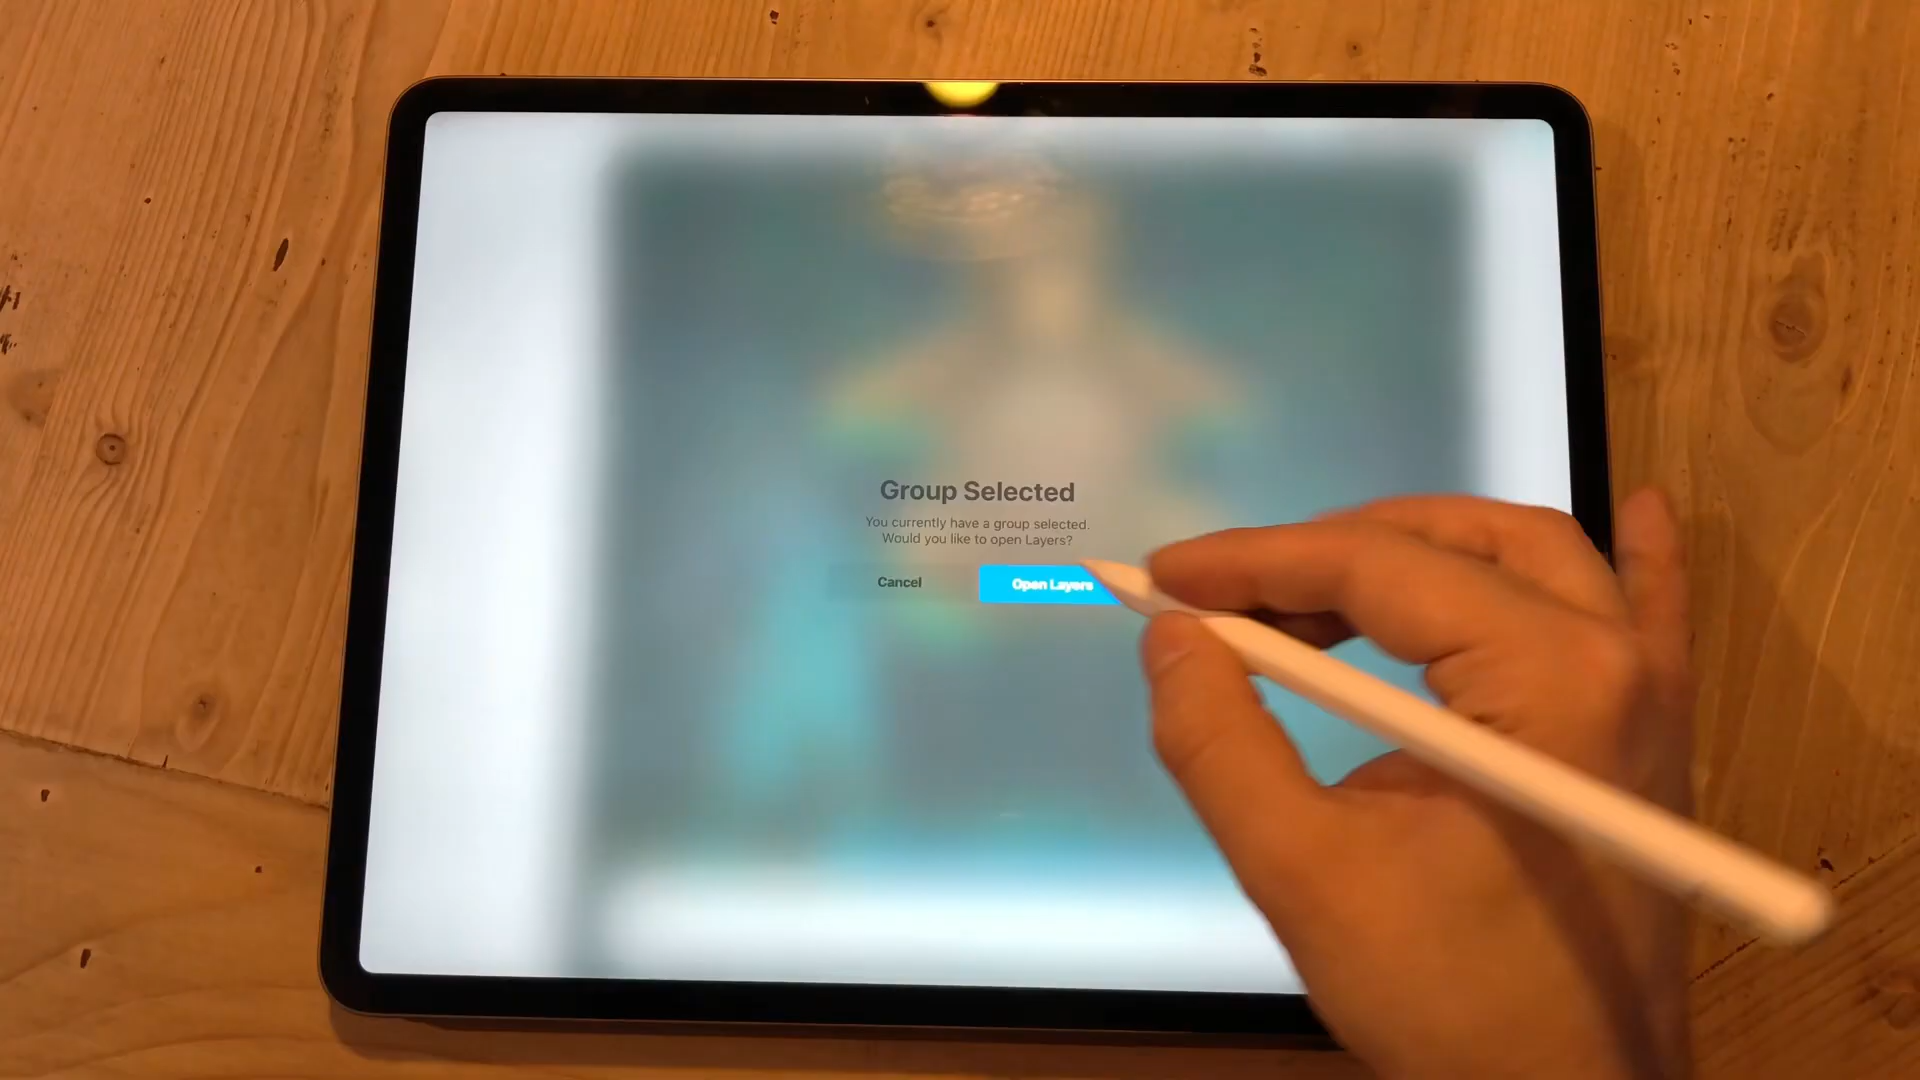 Group Selected
You currently have a group selected.
Would you like to open Layers?
Cancel
Open Layers